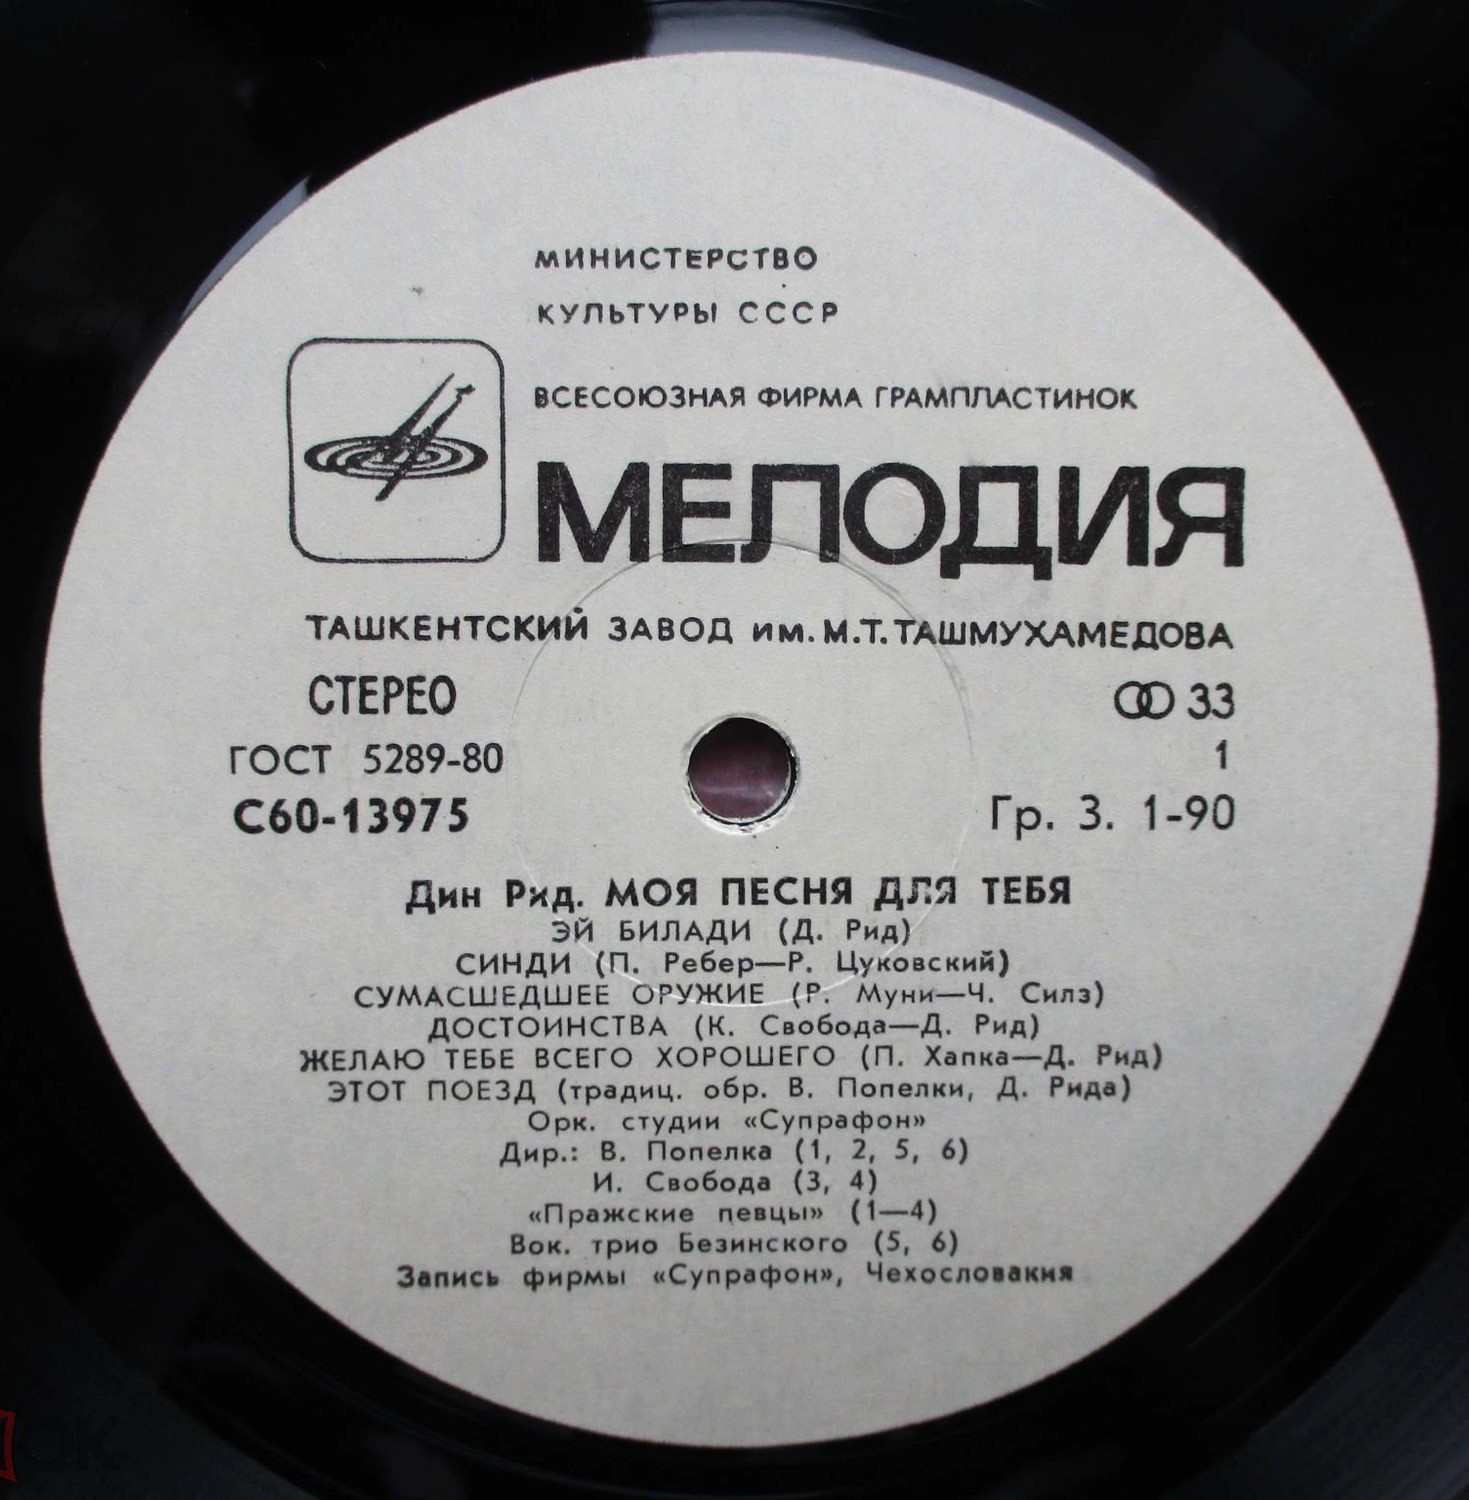 МИНИСТЕРСТВО
КУЛЬТУРЫ СССР
ВСЕСОЮЗНАЯ ФИРМА ГРАМПЛАСТИНОК
МЕЛОДИЯ
ТАШКЕНТСКИЙ ЗАВОД им. М.Т. ТАШМУХАМЕДОВА
СТЕРЕО 33
ГОСТ 5289-80 1
С60-13975 Гр. 3. 1-90
Дин Рид. МОЯ ПЕСНЯ ДЛЯ ТЕБЯ
ЭЙ БИЛАДИ (Д. Рид)
СИНДИ (П. Ребер—Р. Цуковский)
СУМАСШЕДШЕЕ ОРУЖИЕ (Р. Муни—Ч. Силз)
ДОСТОИНСТВА (К. Свобода—Д. Рид)
ЖЕЛАЮ ТЕБЕ ВСЕГО ХОРОШЕГО (П. Хапка—Д. Рид)
ЭТОТ ПОЕЗД (традиц. обр. В. Попелки, Д. Рида)
Орк. студии «Супрафон»
Дир.: В. Попелка (1, 2, 5, 6)
И. Свобода (3, 4)
«Пражские певцы» (1—4)
Вок. трио Безинского (5, 6)
Запись фирмы «Супрафон», Чехословакия